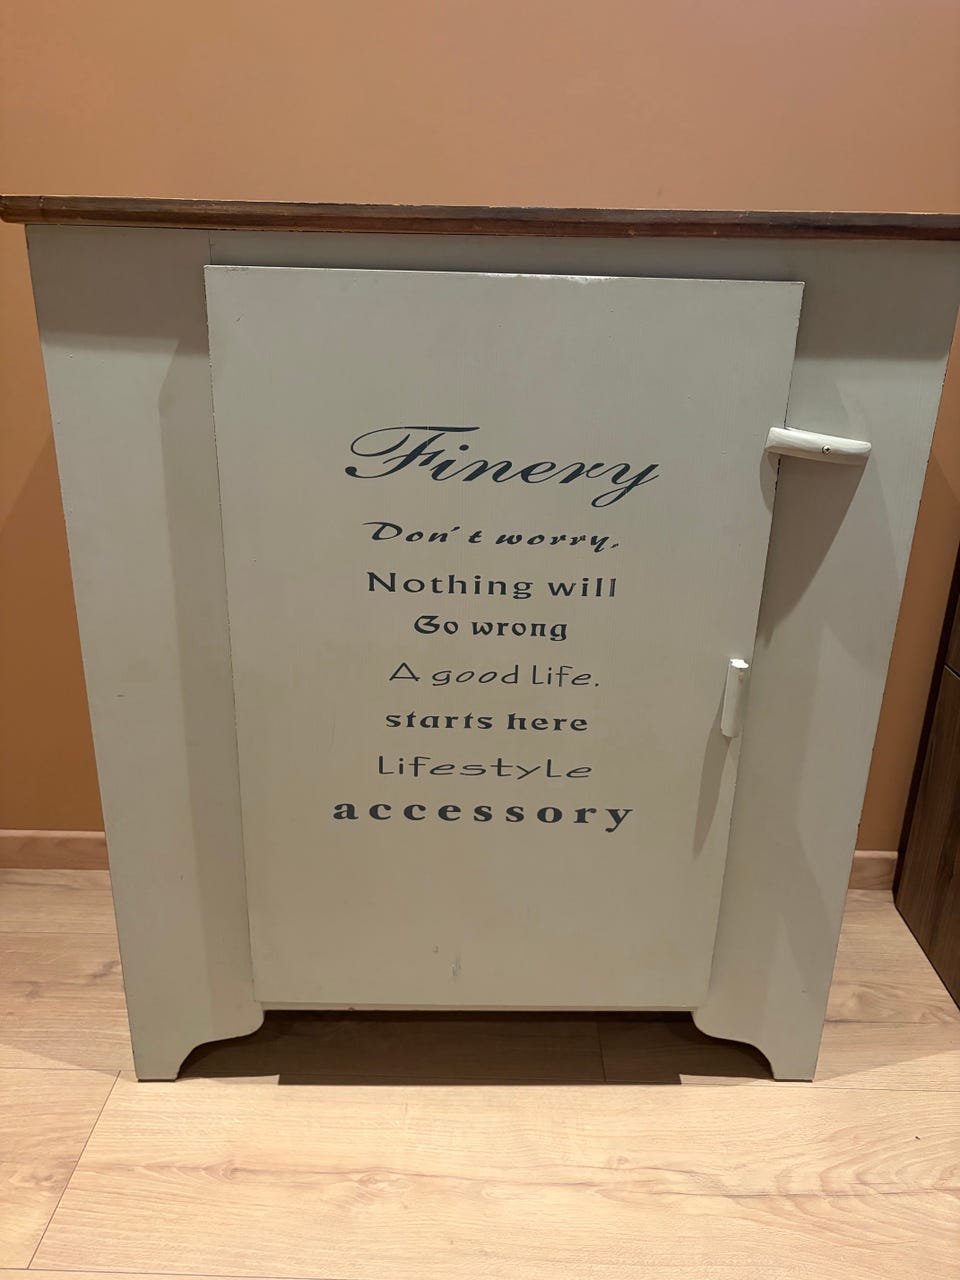 Finery
Don't worry,
Nothing will
Go wrong
A good Life.
starts here
Lifestyle
accessory